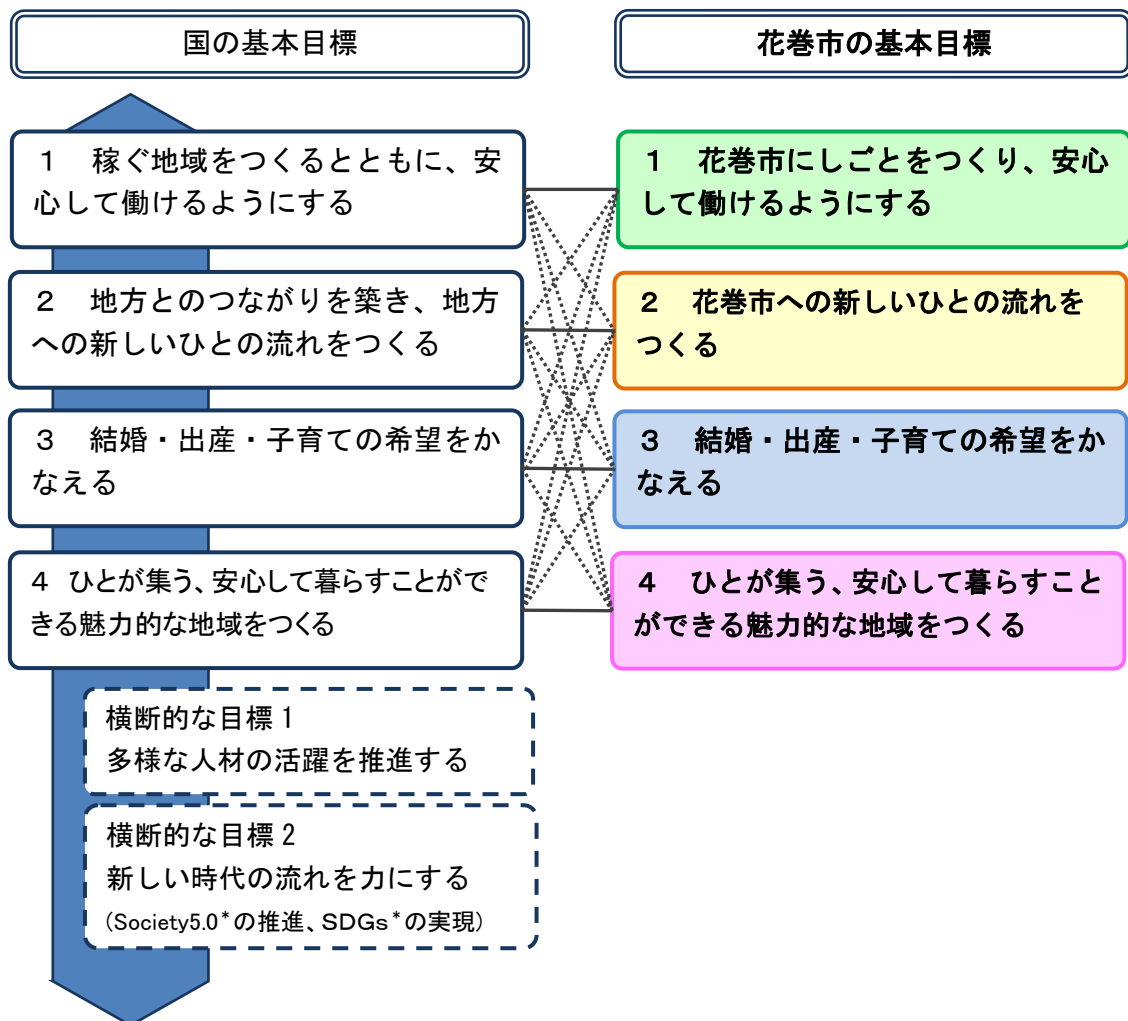 国の基本目標
花巻市の基本目標
1　稼ぐ地域をつくるとともに、安
心して働けるようにする
1　花巻市にしごとをつくり、安心
して働けるようにする
2　地方とのつながりを築き、地方
への新しいひとの流れをつくる
2　花巻市への新しいひとの流れを
つくる
3　結婚・出産・子育ての希望をか
なえる
3　結婚・出産・子育ての希望をか
なえる
4 ひとが集う、安心して暮らすことがで
きる魅力的な地域をつくる
4　ひとが集う、安心して暮らすこと
ができる魅力的な地域をつくる
横断的な目標 1
多様な人材の活躍を推進する
横断的な目標 2
新しい時代の流れを力にする
(Society5.0*の推進、SDGs*の実現)